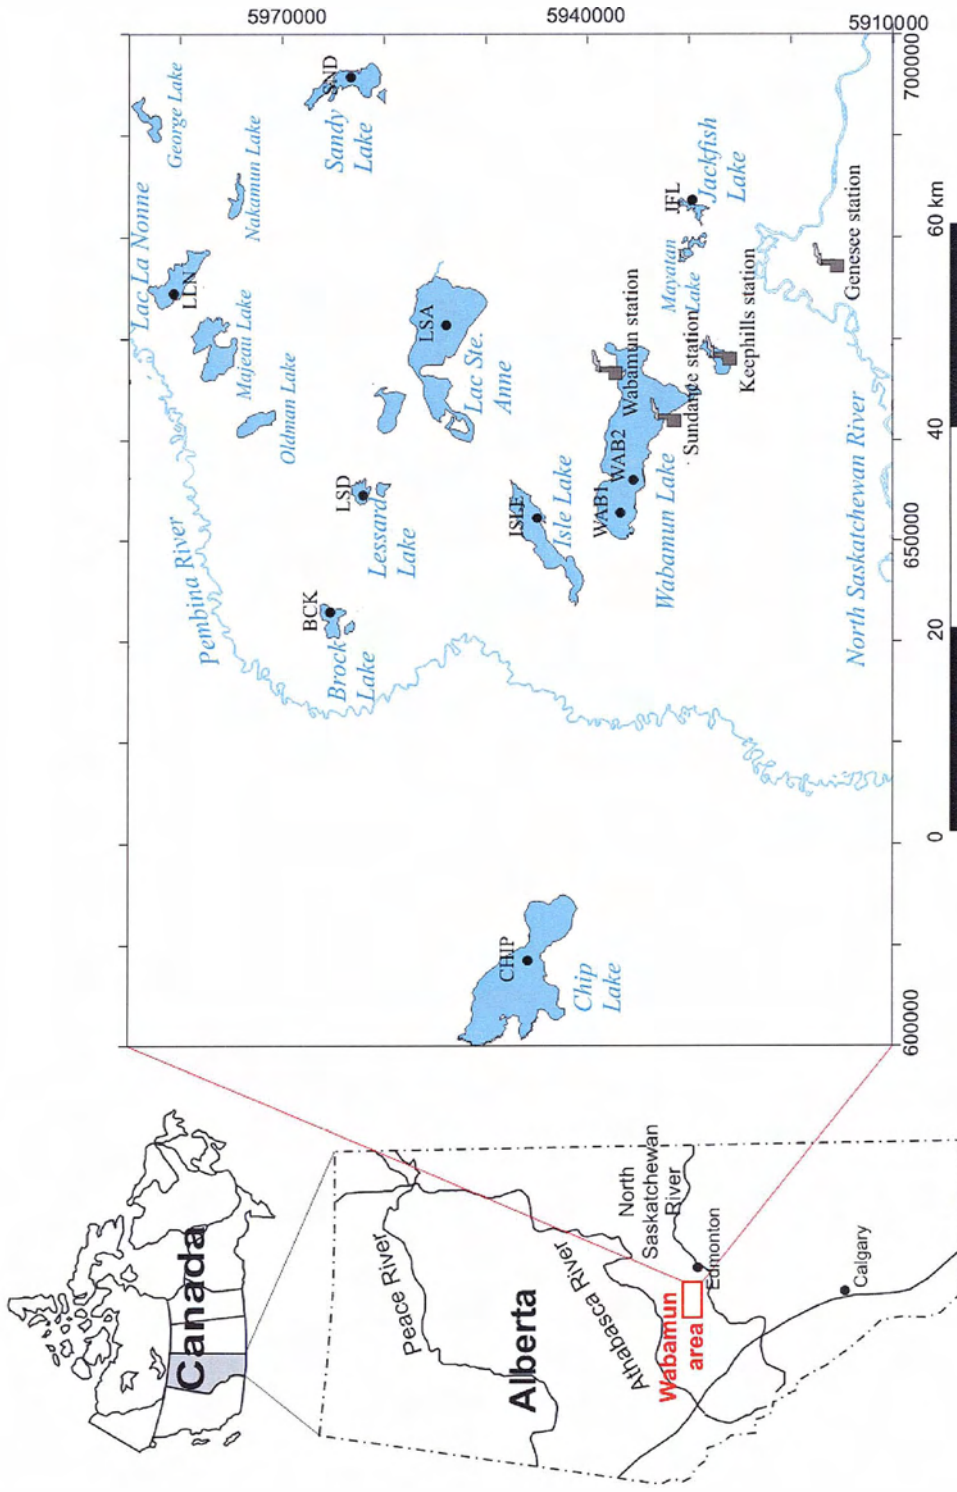 Canada
Peace River
Alberta
Athabasca River
North
Saskatchewan
River
Wabamun
area
Edmonton
Calgary
5970000
5940000
5910000
600000
650000
700000
0
20
40
60 km
Pembina River
Lac La Nonne
LLN
George Lake
Majeau Lake
Nakamun Lake
Oldman Lake
SND
Sandy
Lake
BCK
Brock
Lake
LSD
Lessard
Lake
LSA
Lac Ste.
Anne
CHIP
Chip
Lake
ISLE
Isle Lake
WAB1
WAB2
Wabamun Lake
Wabamun station
Sundance station
Mayatan
Lake
JFL
Jackfish
Lake
Keephills station
Genesee station
North Saskatchewan River